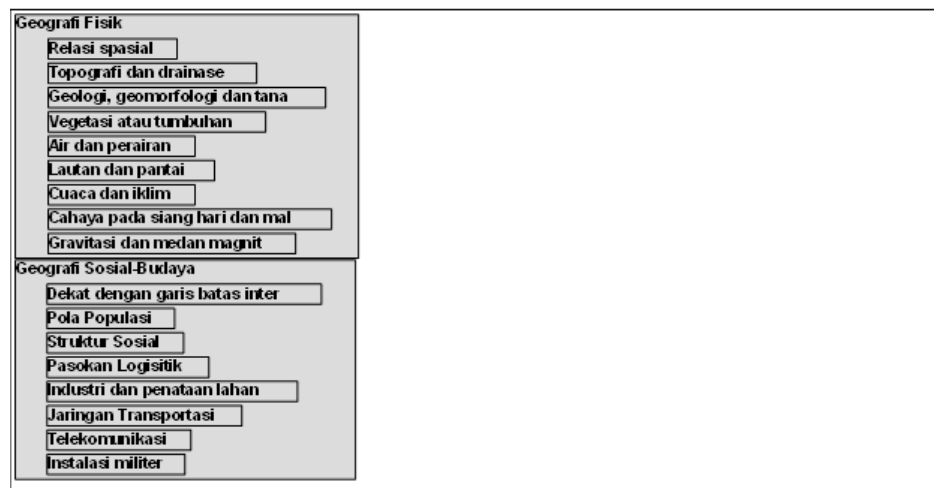 Geografi Fisik
Relasi spasial
Topografi dan drainase
Geologi, geomorfologi dan tana
Vegetasi atau tumbuhan
Air dan perairan
Lautan dan pantai
Cuaca dan iklim
Cahaya pada siang hari dan mal
Gravitasi dan medan magnit
Geografi Sosial-Budaya
Dekat dengan garis batas inter
Pola Populasi
Struktur Sosial
Pasokan Logisitik
Industri dan penataan lahan
Jaringan Transportasi
Telekomunikasi
Instalasi militer